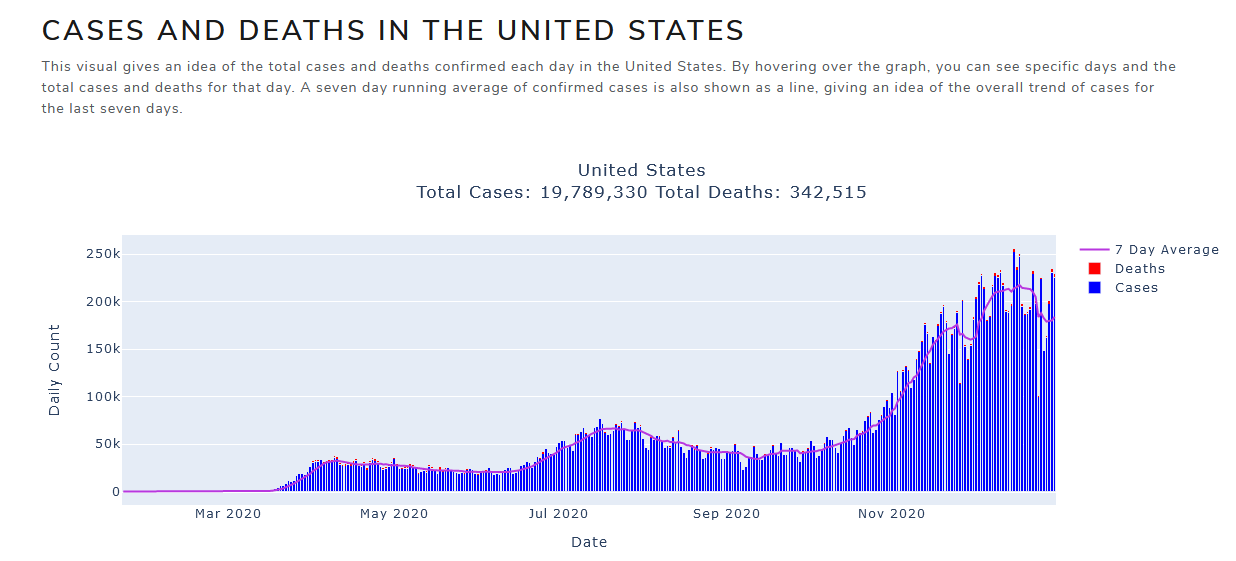 CASES AND DEATHS IN THE UNITED STATES
This visual gives an idea of the total cases and deaths confirmed each day in the United States. By hovering over the graph, you can see specific days and the
total cases and deaths for that day. A seven day running average of confirmed cases is also shown as a line, giving an idea of the overall trend of cases for
the last seven days.
United States
Total Cases: 19,789,330 Total Deaths: 342,515
250k
200k
150k
100k
50k
0
Daily Count
7 Day Average
Deaths
Cases
Mar 2020
May 2020
Jul 2020
Sep 2020
Nov 2020
Date